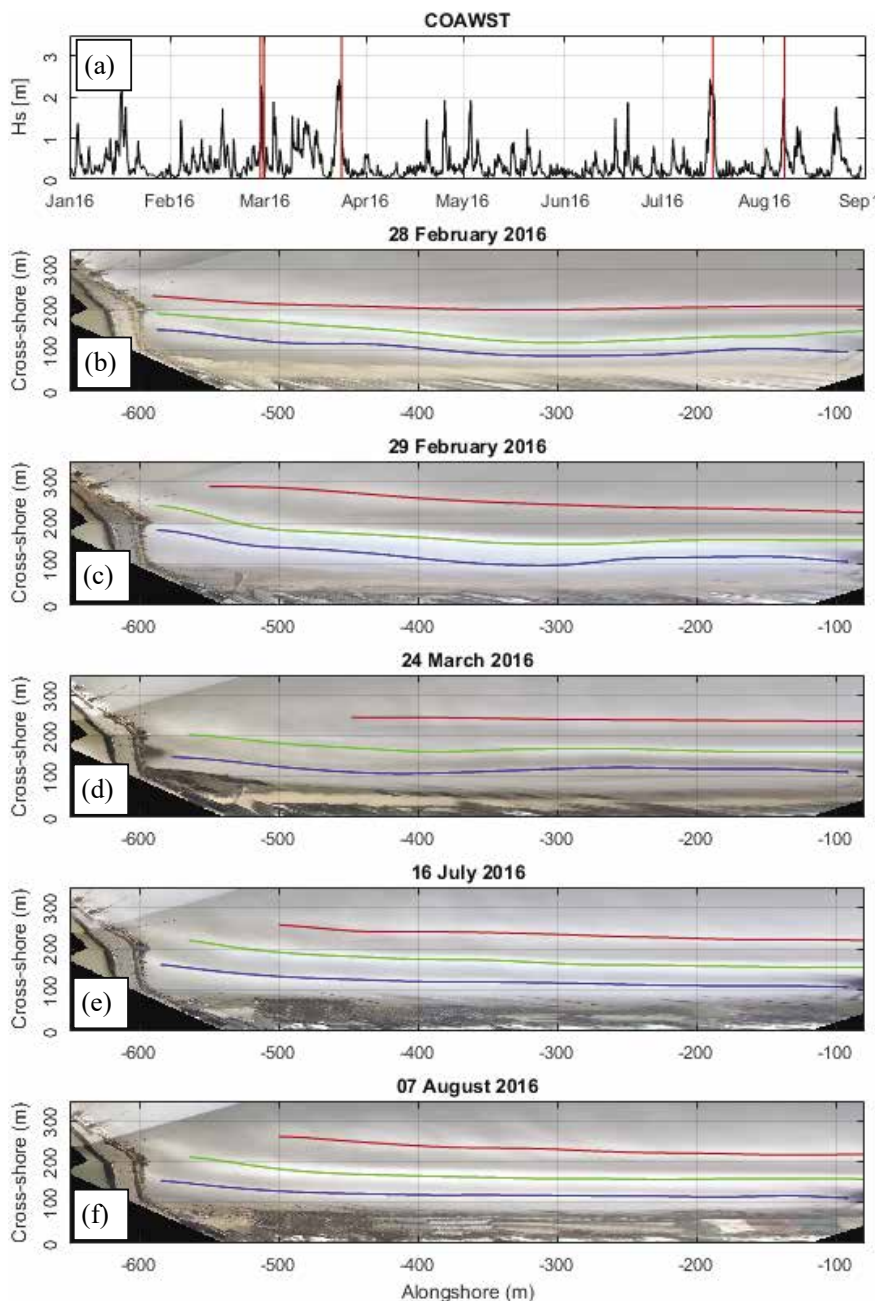 COAWST
(a)
Hs [m]
3
2
1
0
Jan16 Feb16 Mar16 Apr16 May16 Jun16 Jul16 Aug16 Sep1
28 February 2016
Cross-shore (m)
300
200
100
0
(b)
-600 -500 -400 -300 -200 -100
29 February 2016
Cross-shore (m)
300
200
100
0
(c)
-600 -500 -400 -300 -200 -100
24 March 2016
Cross-shore (m)
300
200
100
0
(d)
-600 -500 -400 -300 -200 -100
16 July 2016
Cross-shore (m)
300
200
100
0
(e)
-600 -500 -400 -300 -200 -100
07 August 2016
Cross-shore (m)
300
200
100
0
(f)
-600 -500 -400 -300 -200 -100
Alongshore (m)